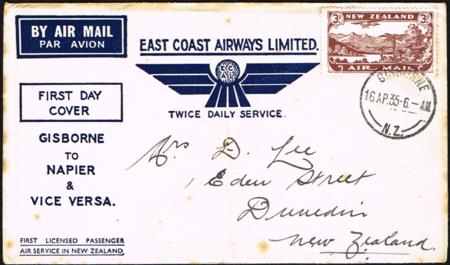 BY AIR MAIL
PAR AVION
EAST COAST AIRWAYS LIMITED.
TWICE DAILY SERVICE.
3d NEW ZEALAND 3d
AIR MAIL
GISBORNE
16 AP. 35-6-AM
N.Z.
FIRST DAY
COVER
GISBORNE
TO
NAPIER
&
VICE VERSA.
Mrs D. Lee
Eden Street
Dunedin
New Zealand.
FIRST LICENSED PASSENGER
AIR SERVICE IN NEW ZEALAND.